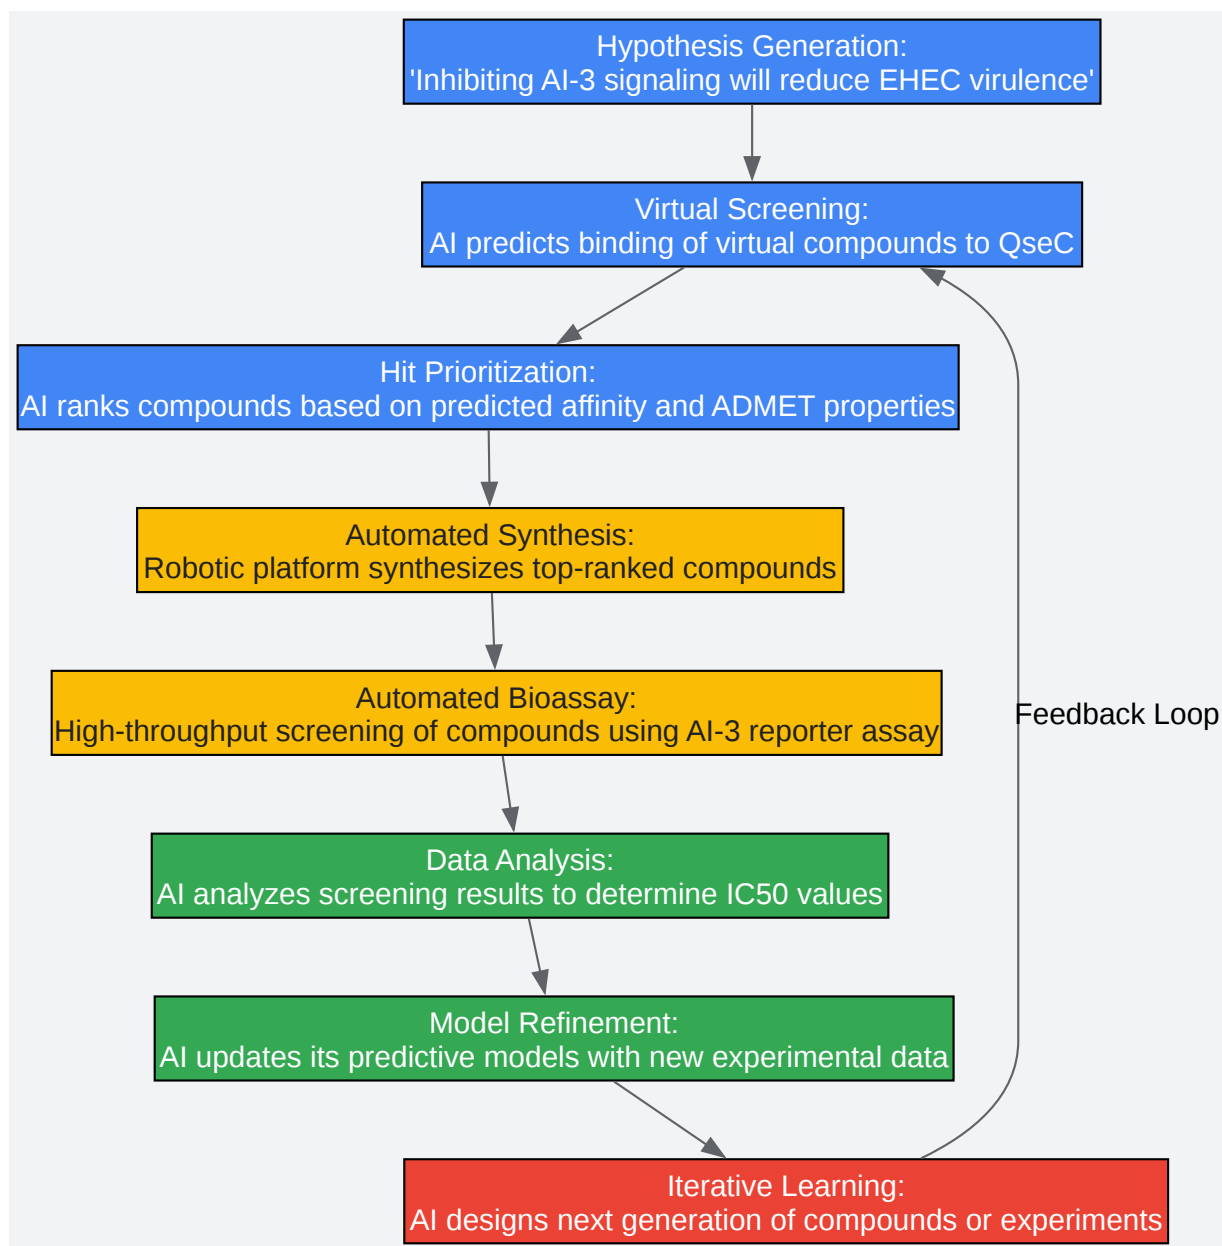 Hypothesis Generation:
'Inhibiting AI-3 signaling will reduce EHEC virulence'
Virtual Screening:
AI predicts binding of virtual compounds to QseC
Hit Prioritization:
AI ranks compounds based on predicted affinity and ADMET properties
Automated Synthesis:
Robotic platform synthesizes top-ranked compounds
Automated Bioassay:
High-throughput screening of compounds using AI-3 reporter assay
Feedback Loop
Data Analysis:
AI analyzes screening results to determine IC50 values
Model Refinement:
AI updates its predictive models with new experimental data
Iterative Learning:
AI designs next generation of compounds or experiments